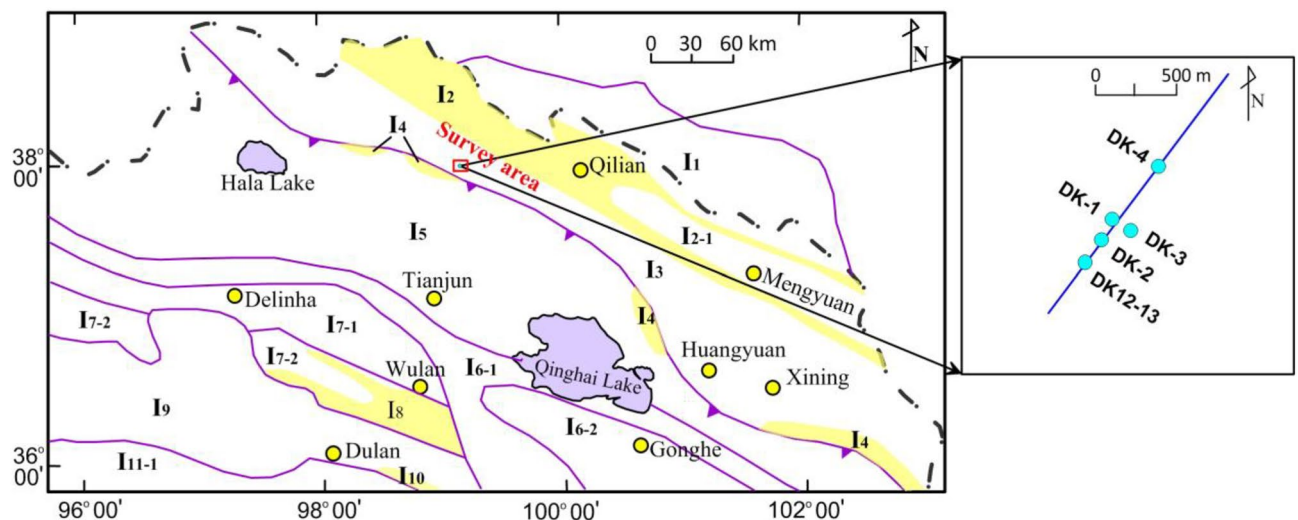 0 30 60 km
N
I2
I4
Survey area
38°
00'
Hala Lake
Qilian
I1
I5
I2-1
I3
Mengyuan
Tianjun
Delinha
I7-2
I7-1
I4
I7-2
Wulan
I6-1
Qinghai Lake
Huangyuan
Xining
I9
I8
I6-2
Dulan
Gonghe
I4
36°
00'
I11-1
I10
96°00'
98°00'
100°00'
102°00'
0 500 m
N
DK-4
DK-1
DK-3
DK-2
DK12-13